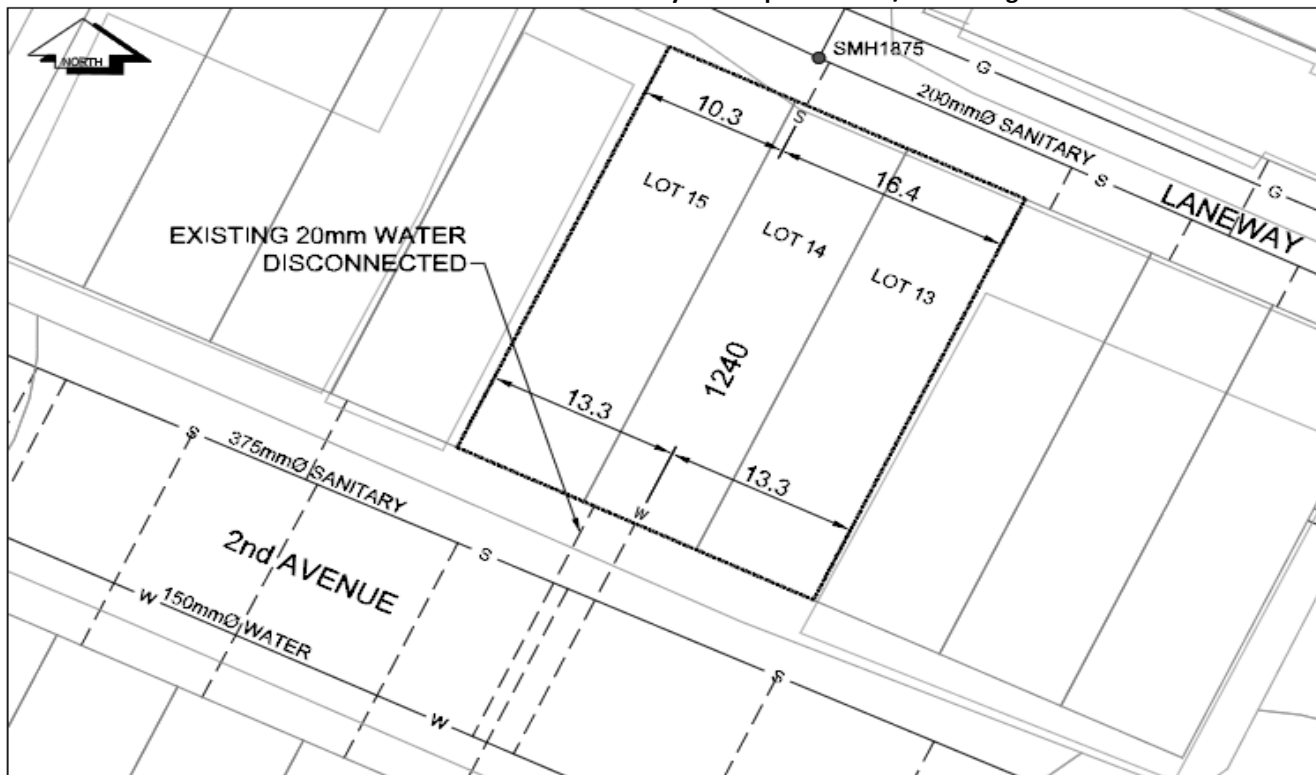 NORTH
SMH1875
G
200mmØ SANITARY
S
G
LANEWAY
10.3
S
16.4
LOT 15
LOT 14
LOT 13
EXISTING 20mm WATER
DISCONNECTED
1240
13.3
13.3
W
S
375mmØ SANITARY
S
S
2nd AVENUE
W
150mmØ WATER
W